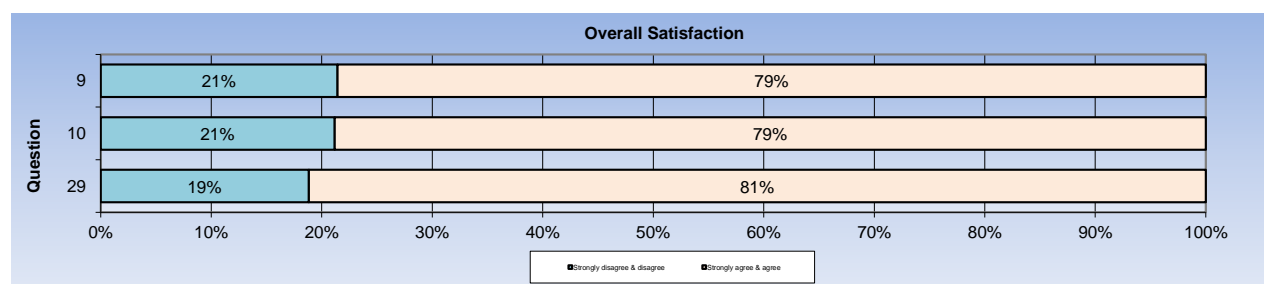 Overall Satisfaction
Question
9 21% 79%
10 21% 79%
29 19% 81%
0% 10% 20% 30% 40% 50% 60% 70% 80% 90% 100%
Strongly disagree & disagree Strongly agree & agree